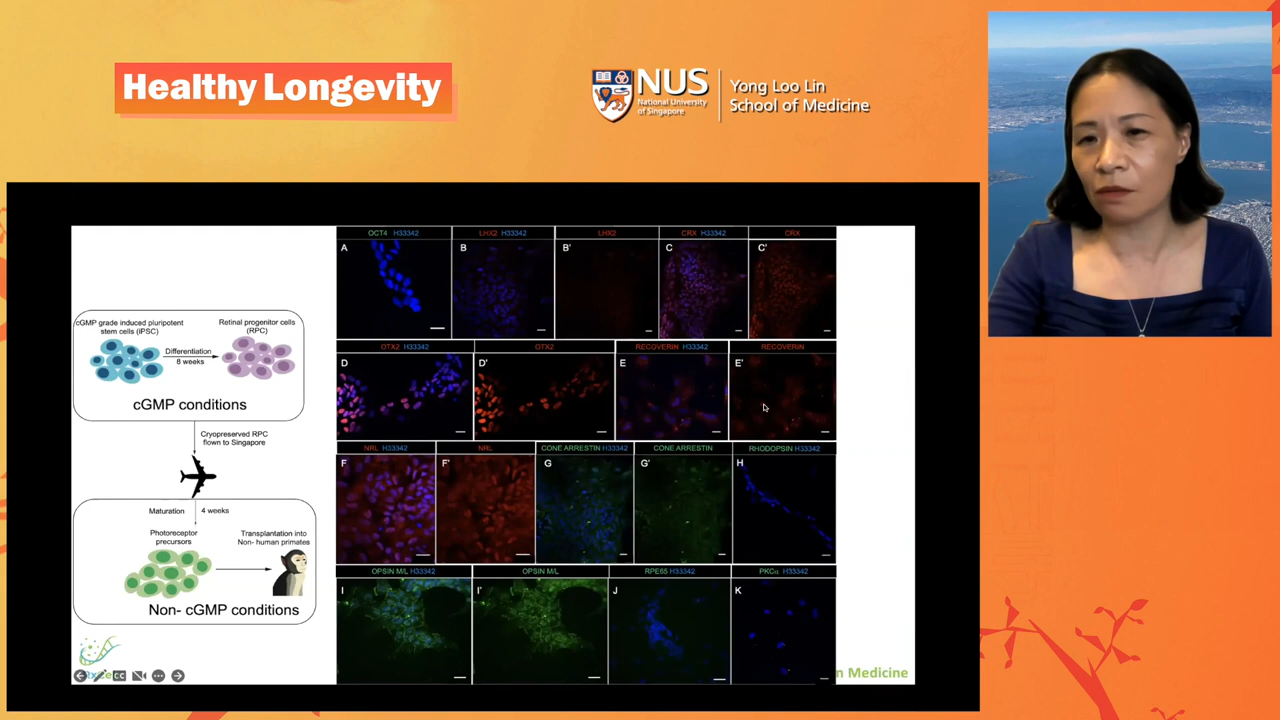 Healthy Longevity
NUS
National University
of Singapore
Yong Loo Lin
School of Medicine
cGMP grade induced pluripotent
stem cells (iPSC)
Retinal progenitor cells
(RPC)
Differentiation
8 weeks
cGMP conditions
Cryopreserved RPC
flown to Singapore
Maturation
4 weeks
Photoreceptor
precursors
Transplantation into
Non- human primates
Non- cGMP conditions
OCT4 H33342
LHX2 H33342
LHX2
CRX H33342
CRX
A
B
B'
C
C'
OTX2 H33342
OTX2
RECOVERIN H33342
RECOVERIN
D
D'
E
E'
NRL H33342
NRL
CONE ARRESTIN H33342
CONE ARRESTIN
RHODOPSIN H33342
F
F'
G
G'
H
OPSIN M/L H33342
OPSIN M/L
RPE65 H33342
PKCα H33342
I
I'
J
K
CC
n Medicine